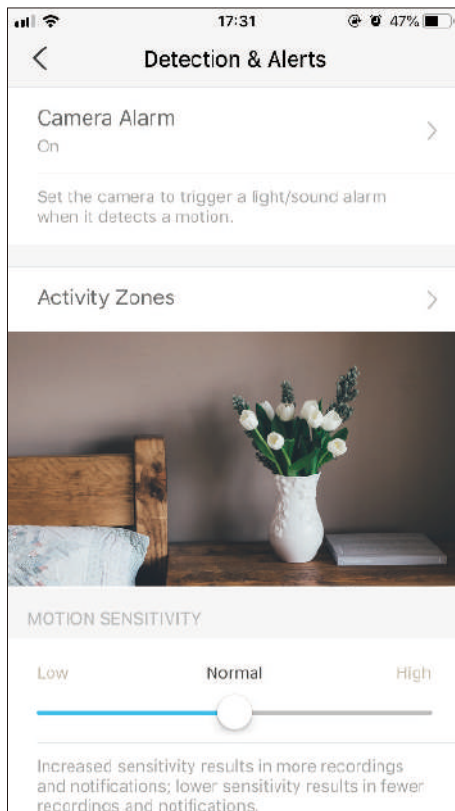 17:31
47%
Detection & Alerts
Camera Alarm
On
Set the camera to trigger a light/sound alarm
when it detects a motion.
Activity Zones
MOTION SENSITIVITY
Low Normal High
Increased sensitivity results in more recordings
and notifications; lower sensitivity results in fewer
recordings and notifications.